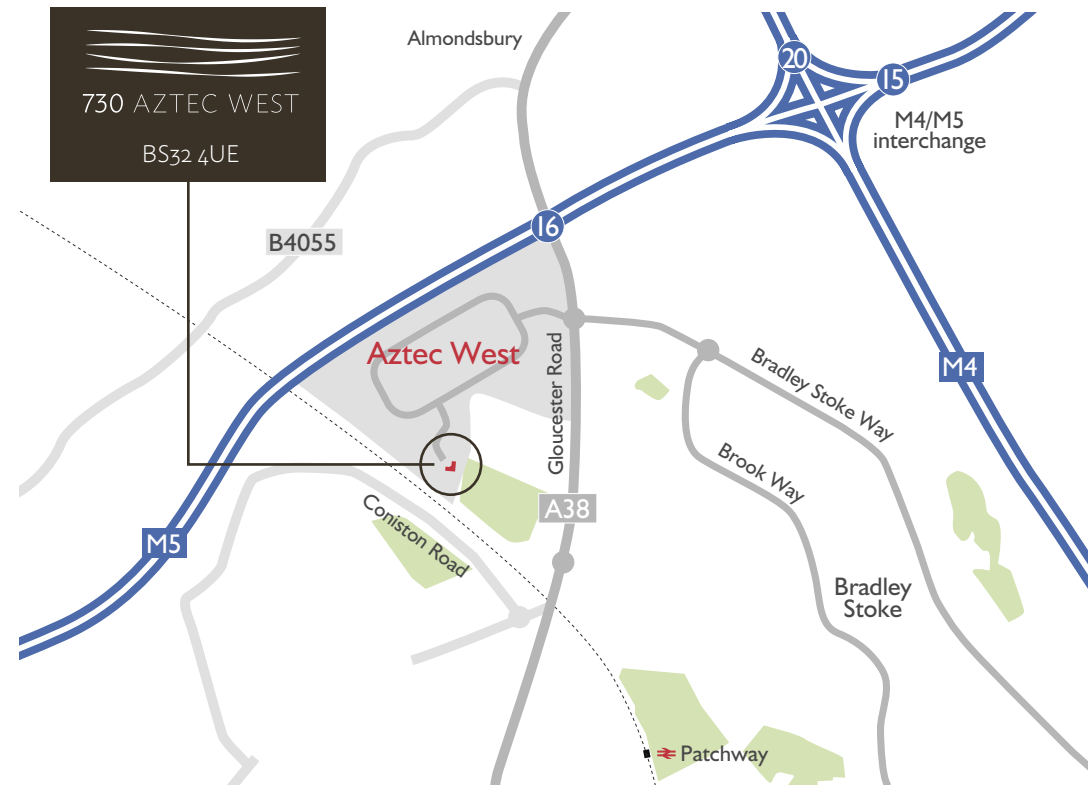 730 AZTEC WEST
BS32 4UE
Almondsbury
20
15
M4/M5
interchange
16
B4055
Aztec West
Gloucester Road
Bradley Stoke Way
M4
Brook Way
Coniston Road
A38
M5
Bradley
Stoke
Patchway